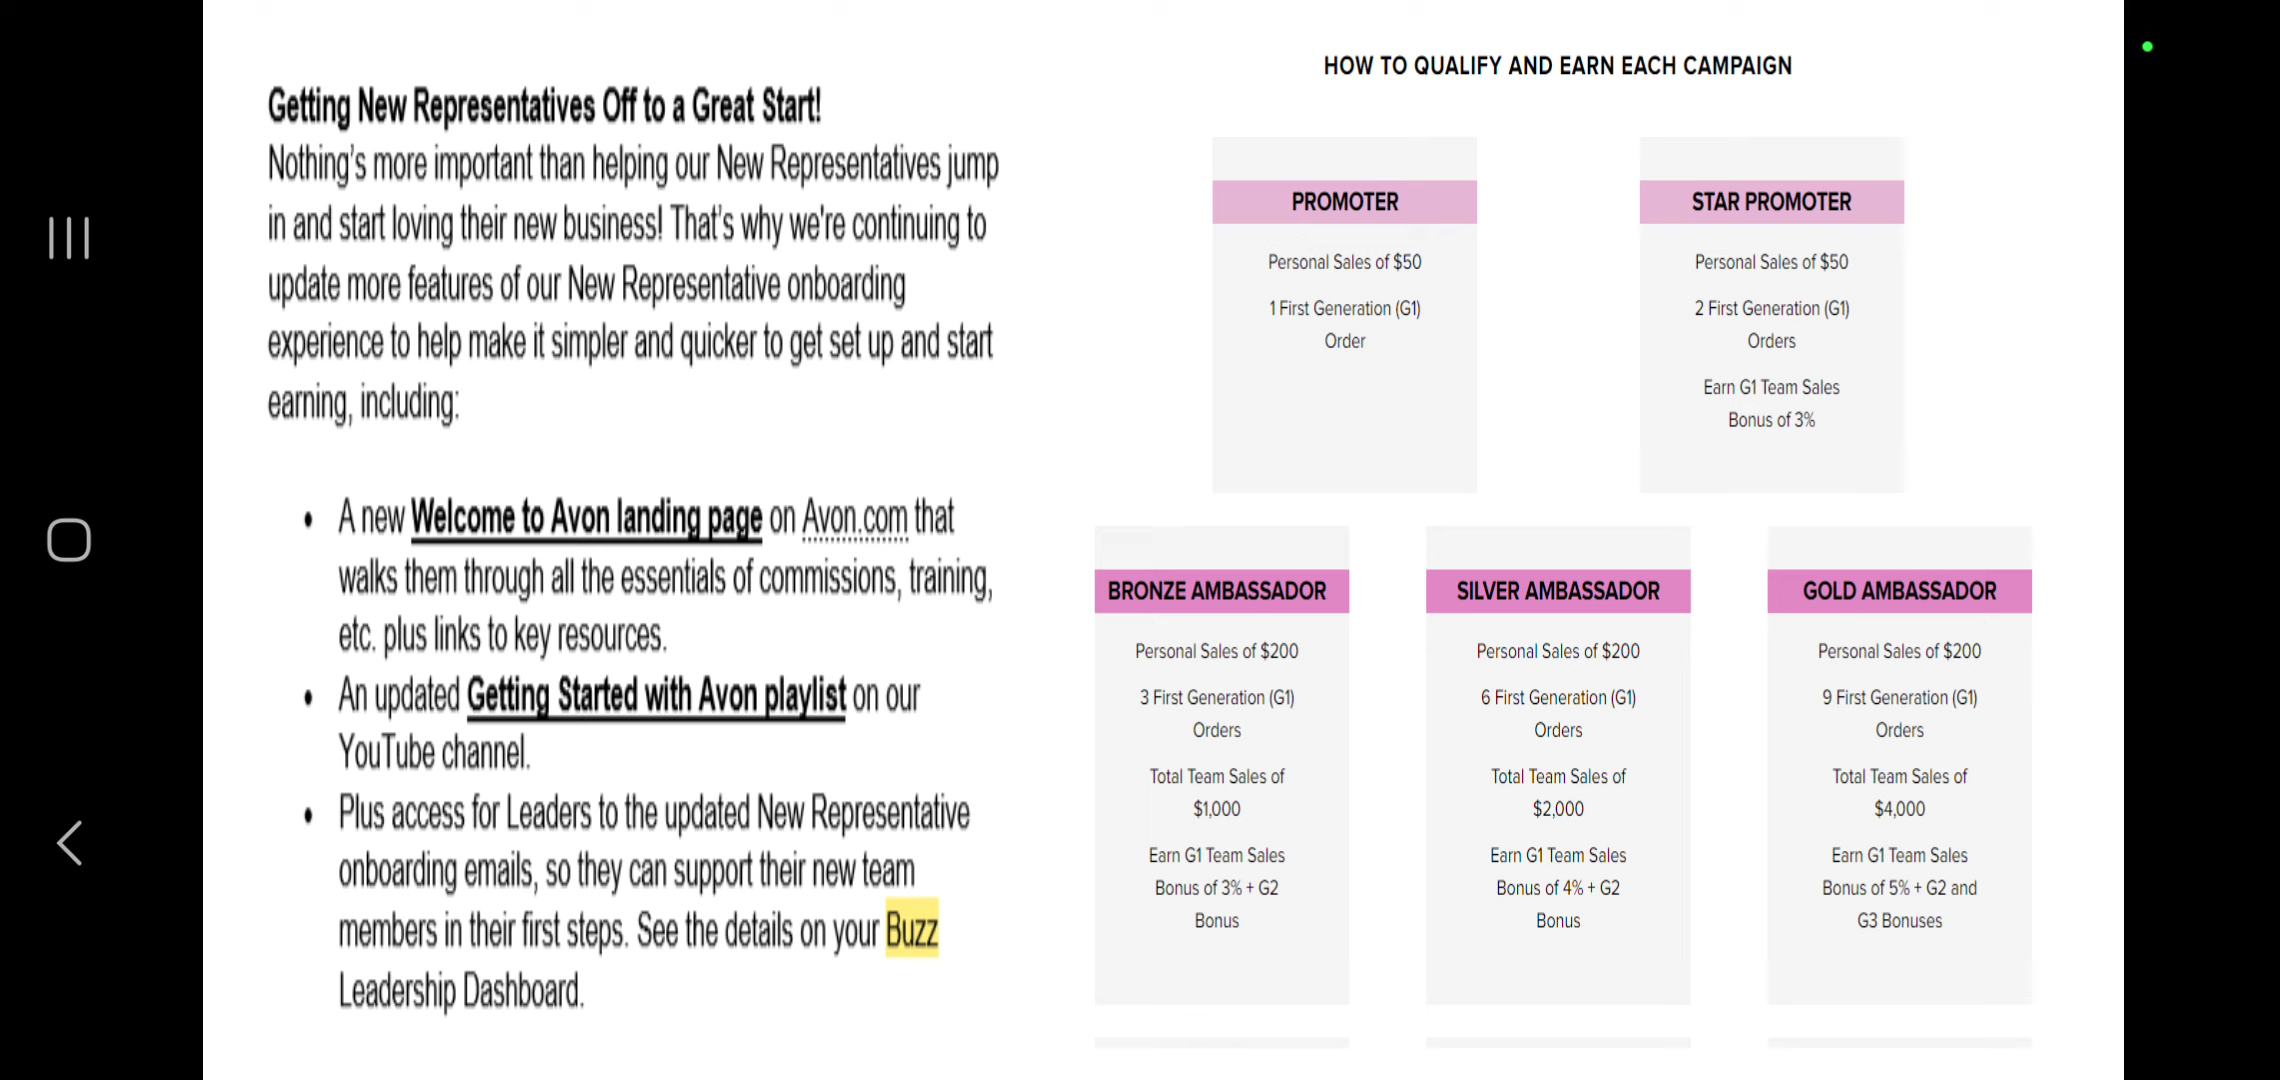 Getting New Representatives Off to a Great Start!
Nothing's more important than helping our New Representatives jump
in and start loving their new business! That's why we're continuing to
update more features of our New Representative onboarding
experience to help make it simpler and quicker to get set up and start
earning, including:
• A new Welcome to Avon landing page on Avon.com that
walks them through all the essentials of commissions, training,
etc. plus links to key resources.
• An updated Getting Started with Avon playlist on our
YouTube channel.
• Plus access for Leaders to the updated New Representative
onboarding emails, so they can support their new team
members in their first steps. See the details on your Buzz
Leadership Dashboard.
HOW TO QUALIFY AND EARN EACH CAMPAIGN
PROMOTER
Personal Sales of $50
1 First Generation (G1)
Order
STAR PROMOTER
Personal Sales of $50
2 First Generation (G1)
Orders
Earn G1 Team Sales
Bonus of 3%
BRONZE AMBASSADOR
Personal Sales of $200
3 First Generation (G1)
Orders
Total Team Sales of
$1,000
Earn G1 Team Sales
Bonus of 3% + G2
Bonus
SILVER AMBASSADOR
Personal Sales of $200
6 First Generation (G1)
Orders
Total Team Sales of
$2,000
Earn G1 Team Sales
Bonus of 4% + G2
Bonus
GOLD AMBASSADOR
Personal Sales of $200
9 First Generation (G1)
Orders
Total Team Sales of
$4,000
Earn G1 Team Sales
Bonus of 5% + G2 and
G3 Bonuses